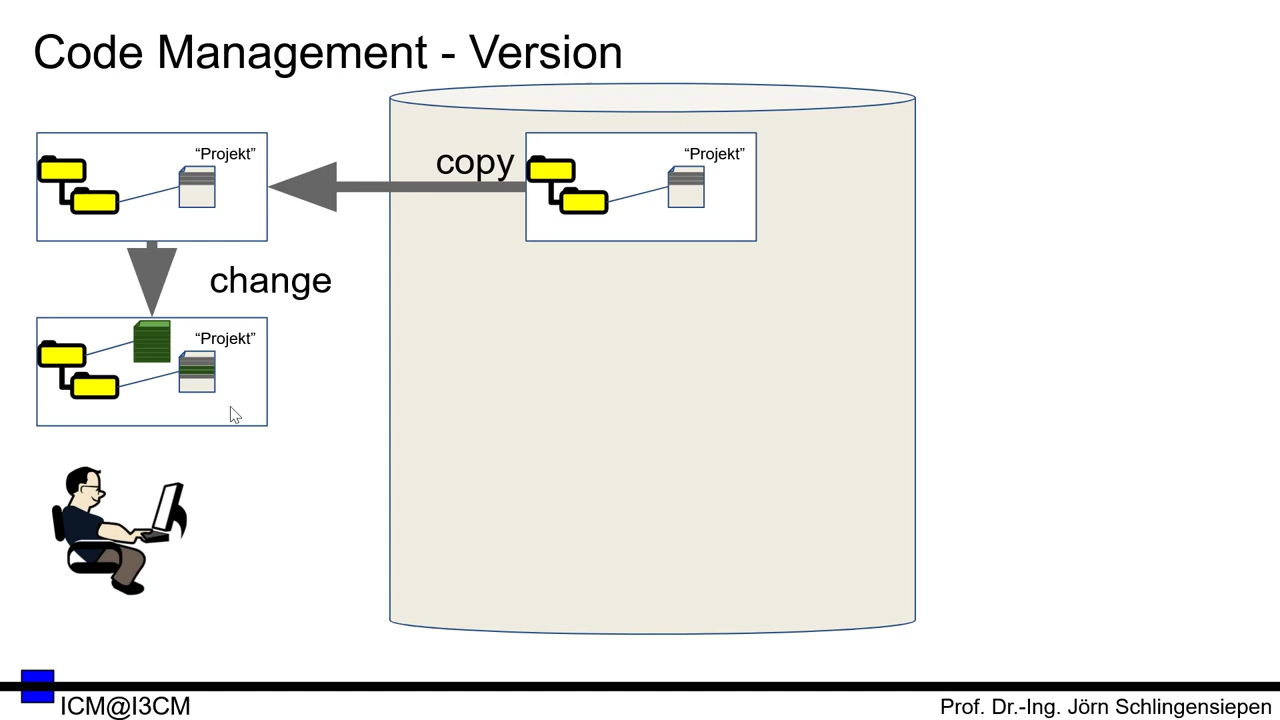 Code Management - Version
“Projekt”
copy
“Projekt”
change
“Projekt”
ICM@I3CM
Prof. Dr.-Ing. Jörn Schlingensiepen